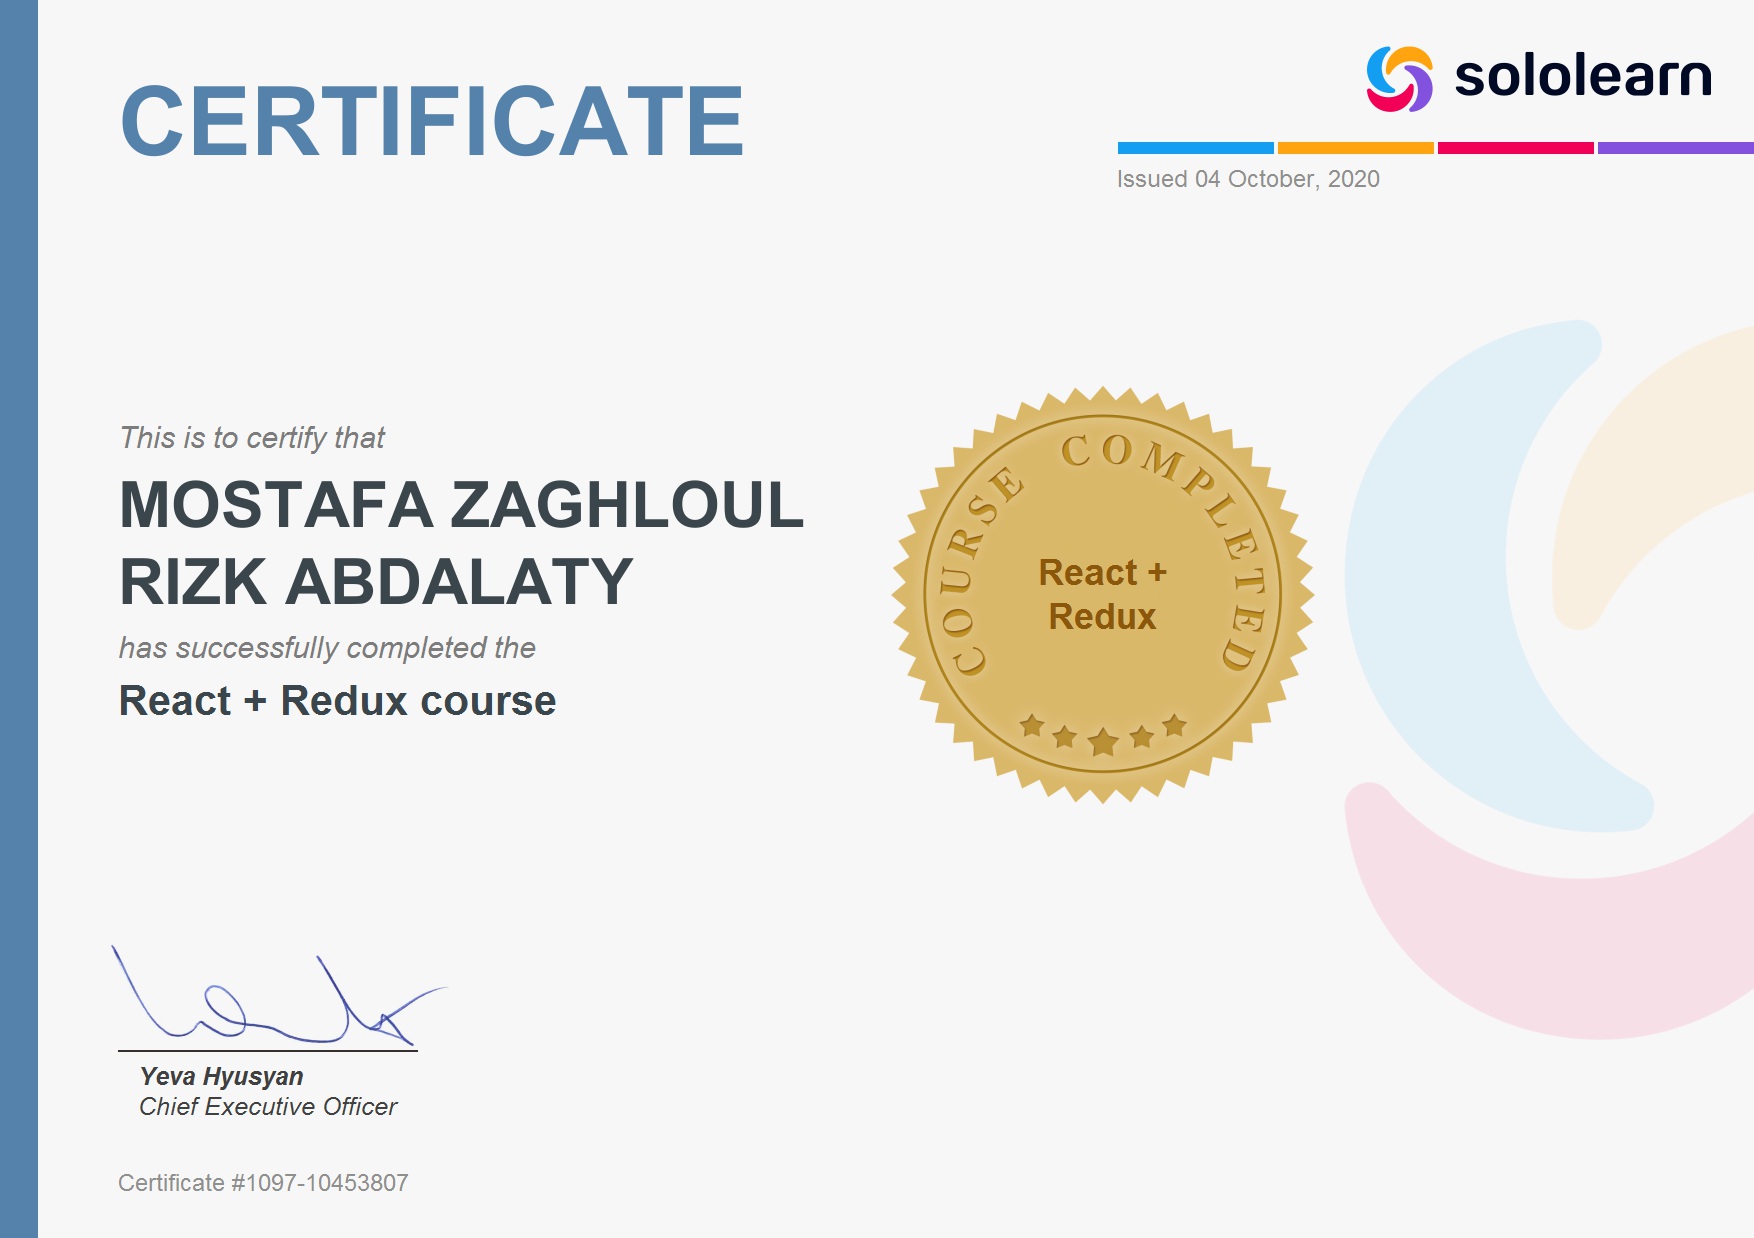 CERTIFICATE
sololearn
Issued 04 October, 2020
This is to certify that
MOSTAFA ZAGHLOUL
RIZK ABDALATY
has successfully completed the
React + Redux course
COURSE COMPLETED
React +
Redux
Yeva Hyusyan
Chief Executive Officer
Certificate #1097-10453807